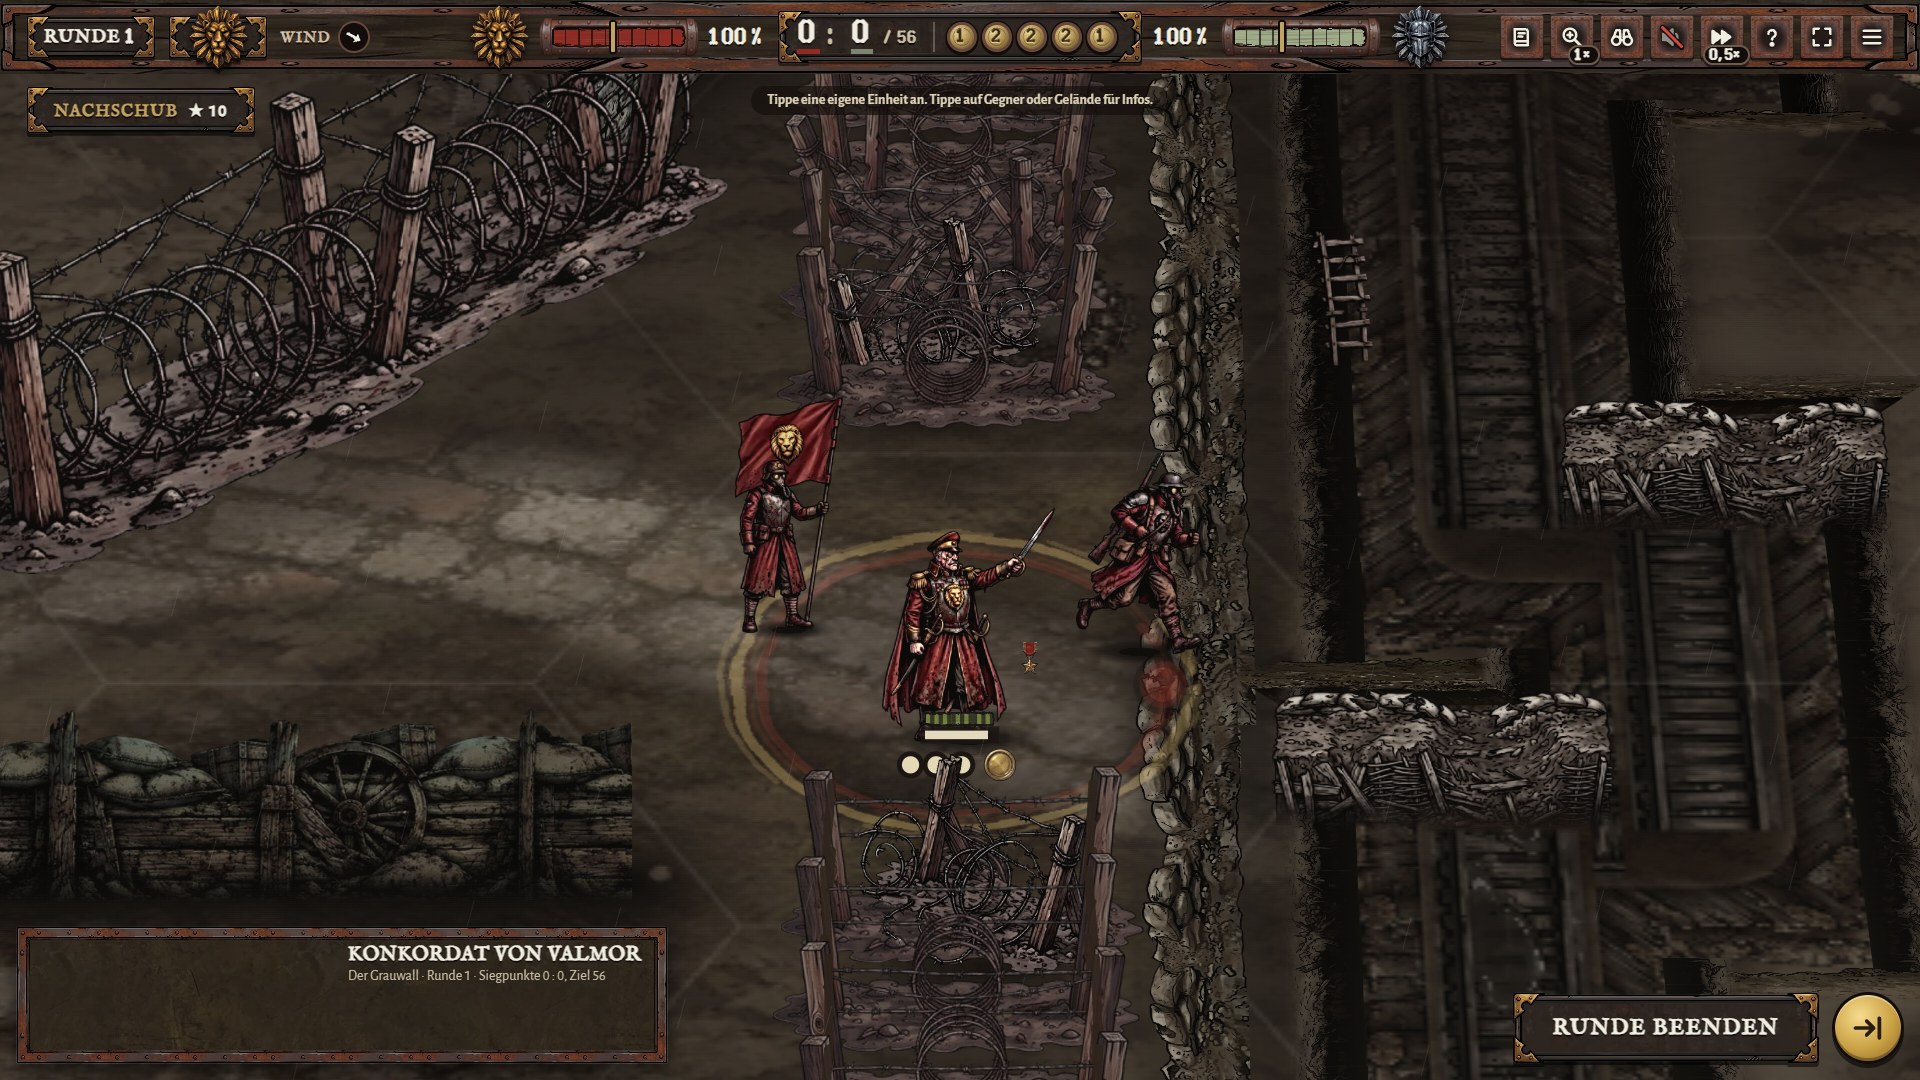 RUNDE 1
WIND
100%
0 : 0 / 56
1 2 2 2 1
100%
1×
0,5×
?
NACHSCHUB ★ 10
Tippe eine eigene Einheit an. Tippe auf Gegner oder Gelände für Infos.
KONKORDAT VON VALMOR
Der Grauwall · Runde 1 · Siegpunkte 0 : 0, Ziel 56
RUNDE BEENDEN